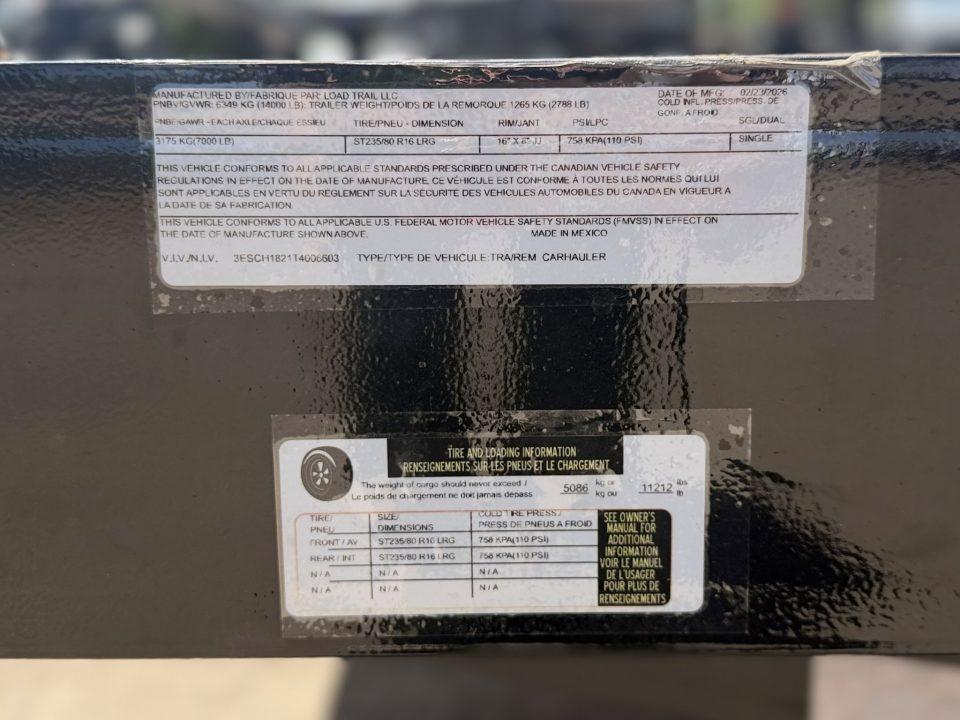 MANUFACTURED BY/FABRIQUE PAR: LOAD TRAIL LLC DATE OF MFG: 02/23/2026
PNBV/GVWR: 6349 KG (14000 LB): TRAILER WEIGHT/POIDS DE LA REMORQUE 1265 KG (2788 LB) COLD INFL. PRESS/PRESS. DE
GONF. A FROID
PNBE/GAWR - EACH AXLE/CHAQUE ESSIEU TIRE/PNEU - DIMENSION RIM/JANT PSI/LPC SGL/DUAL
3175 KG(7000 LB) ST235/80 R16 LRG 16" X 6" JJ 758 KPA(110 PSI) SINGLE
THIS VEHICLE CONFORMS TO ALL APPLICABLE STANDARDS PRESCRIBED UNDER THE CANADIAN VEHICLE SAFETY
REGULATIONS IN EFFECT ON THE DATE OF MANUFACTURE, CE VÉHICULE EST CONFORME À TOUTES LES NORMES QUI LUI
SONT APPLICABLES EN VERTU DU RÈGLEMENT SUR LA SÉCURITÉ DES VÉHICULES AUTOMOBILES DU CANADA EN VIGUEUR A
LA DATE DE SA FABRICATION.
THIS VEHICLE CONFORMS TO ALL APPLICABLE U.S. FEDERAL MOTOR VEHICLE SAFETY STANDARDS (FMVSS) IN EFFECT ON
THE DATE OF MANUFACTURE SHOWN ABOVE. MADE IN MEXICO
V.I.V./N.I.V. 3ESCH1821T4006603 TYPE/TYPE DE VEHICULE:TRA/REM CARHAULER
TIRE AND LOADING INFORMATION
RENSEIGNEMENTS SUR LES PNEUS ET LE CHARGEMENT
The weight of cargo should never exceed / 5086 kg or 11212 lbs
Le poids de chargement ne doit jamais depass kg ou lb
TIRE/ SIZE/ COLD TIRE PRESS/
PNEU DIMENSIONS PRESS DE PNEUS A FROID
FRONT / AV ST235/80 R16 LRG 758 KPA(110 PSI)
REAR / INT ST235/80 R16 LRG 758 KPA(110 PSI)
N / A N / A N / A
N / A N / A N / A
SEE OWNER'S
MANUAL FOR
ADDITIONAL
INFORMATION
VOIR LE MANUEL
DE L'USAGER
POUR PLUS DE
RENSEIGNEMENTS